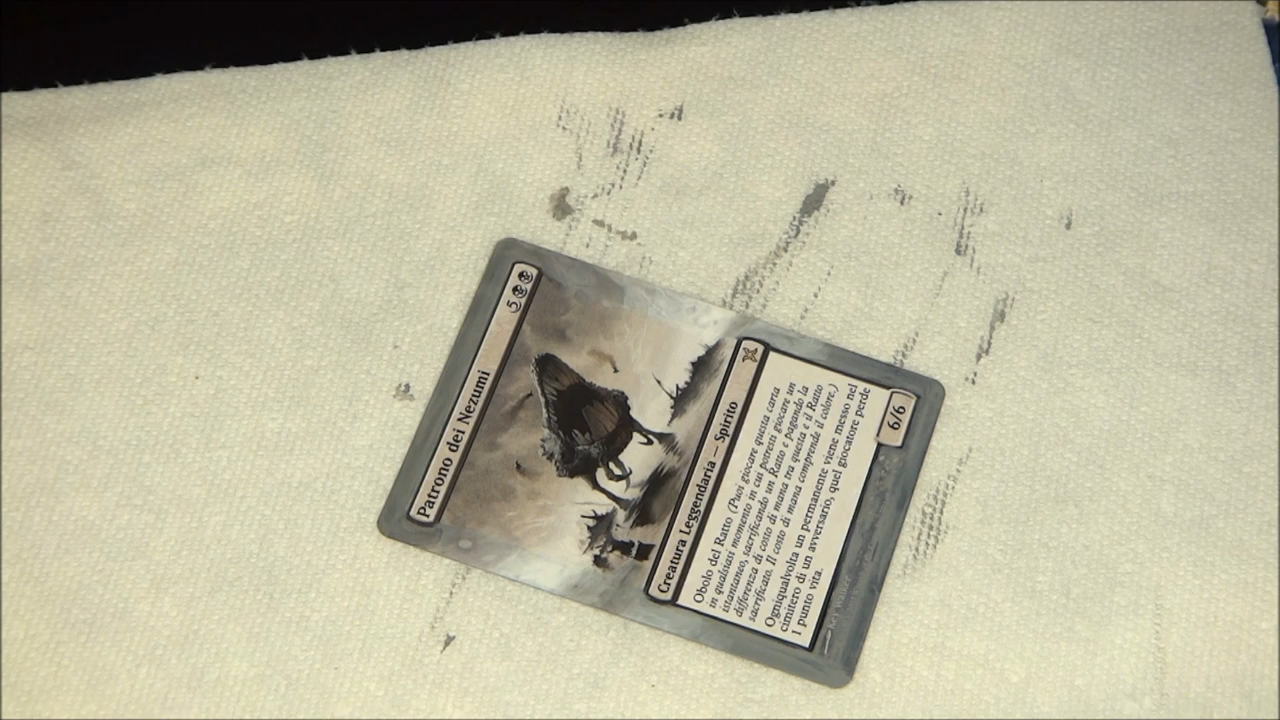 Patrono dei Nezumi 5
Creatura Leggendaria – Spirito
Obolo del Ratto (Puoi giocare questa carta
in qualsiasi momento in cui potresti giocare un
istantaneo, sacrificando un Ratto e pagando la
differenza di costo di mana tra questa e il Ratto
sacrificato. Il costo di mana comprende il colore.)
Ogniqualvolta un permanente viene messo nel
cimitero di un avversario, quel giocatore perde
1 punto vita.
6/6